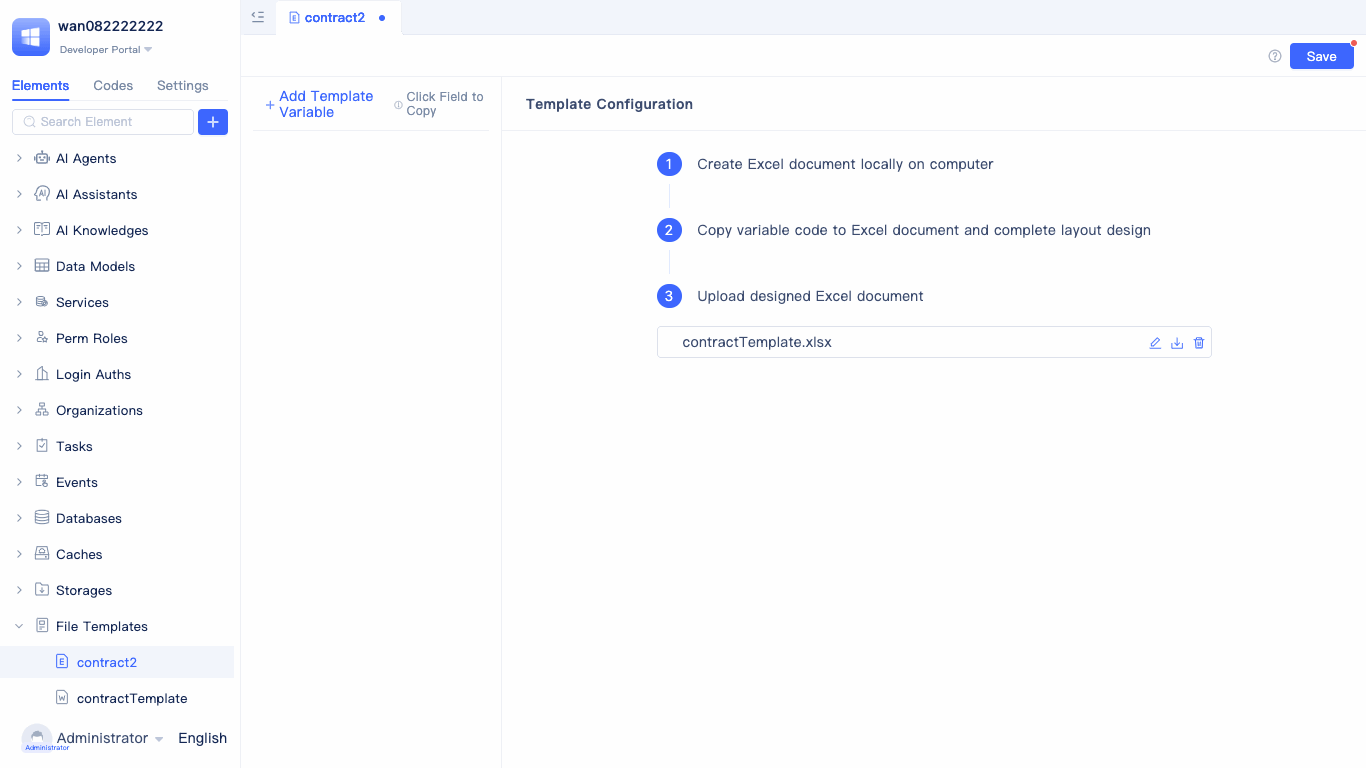 wan082222222
Developer Portal
Elements Codes Settings
Search Element
AI Agents
AI Assistants
AI Knowledges
Data Models
Services
Perm Roles
Login Auths
Organizations
Tasks
Events
Databases
Caches
Storages
File Templates
contract2
contractTemplate
Administrator
Administrator
English
contract2
Save
Add Template
Variable
Click Field to
Copy
Template Configuration
1 Create Excel document locally on computer
2 Copy variable code to Excel document and complete layout design
3 Upload designed Excel document
contractTemplate.xlsx